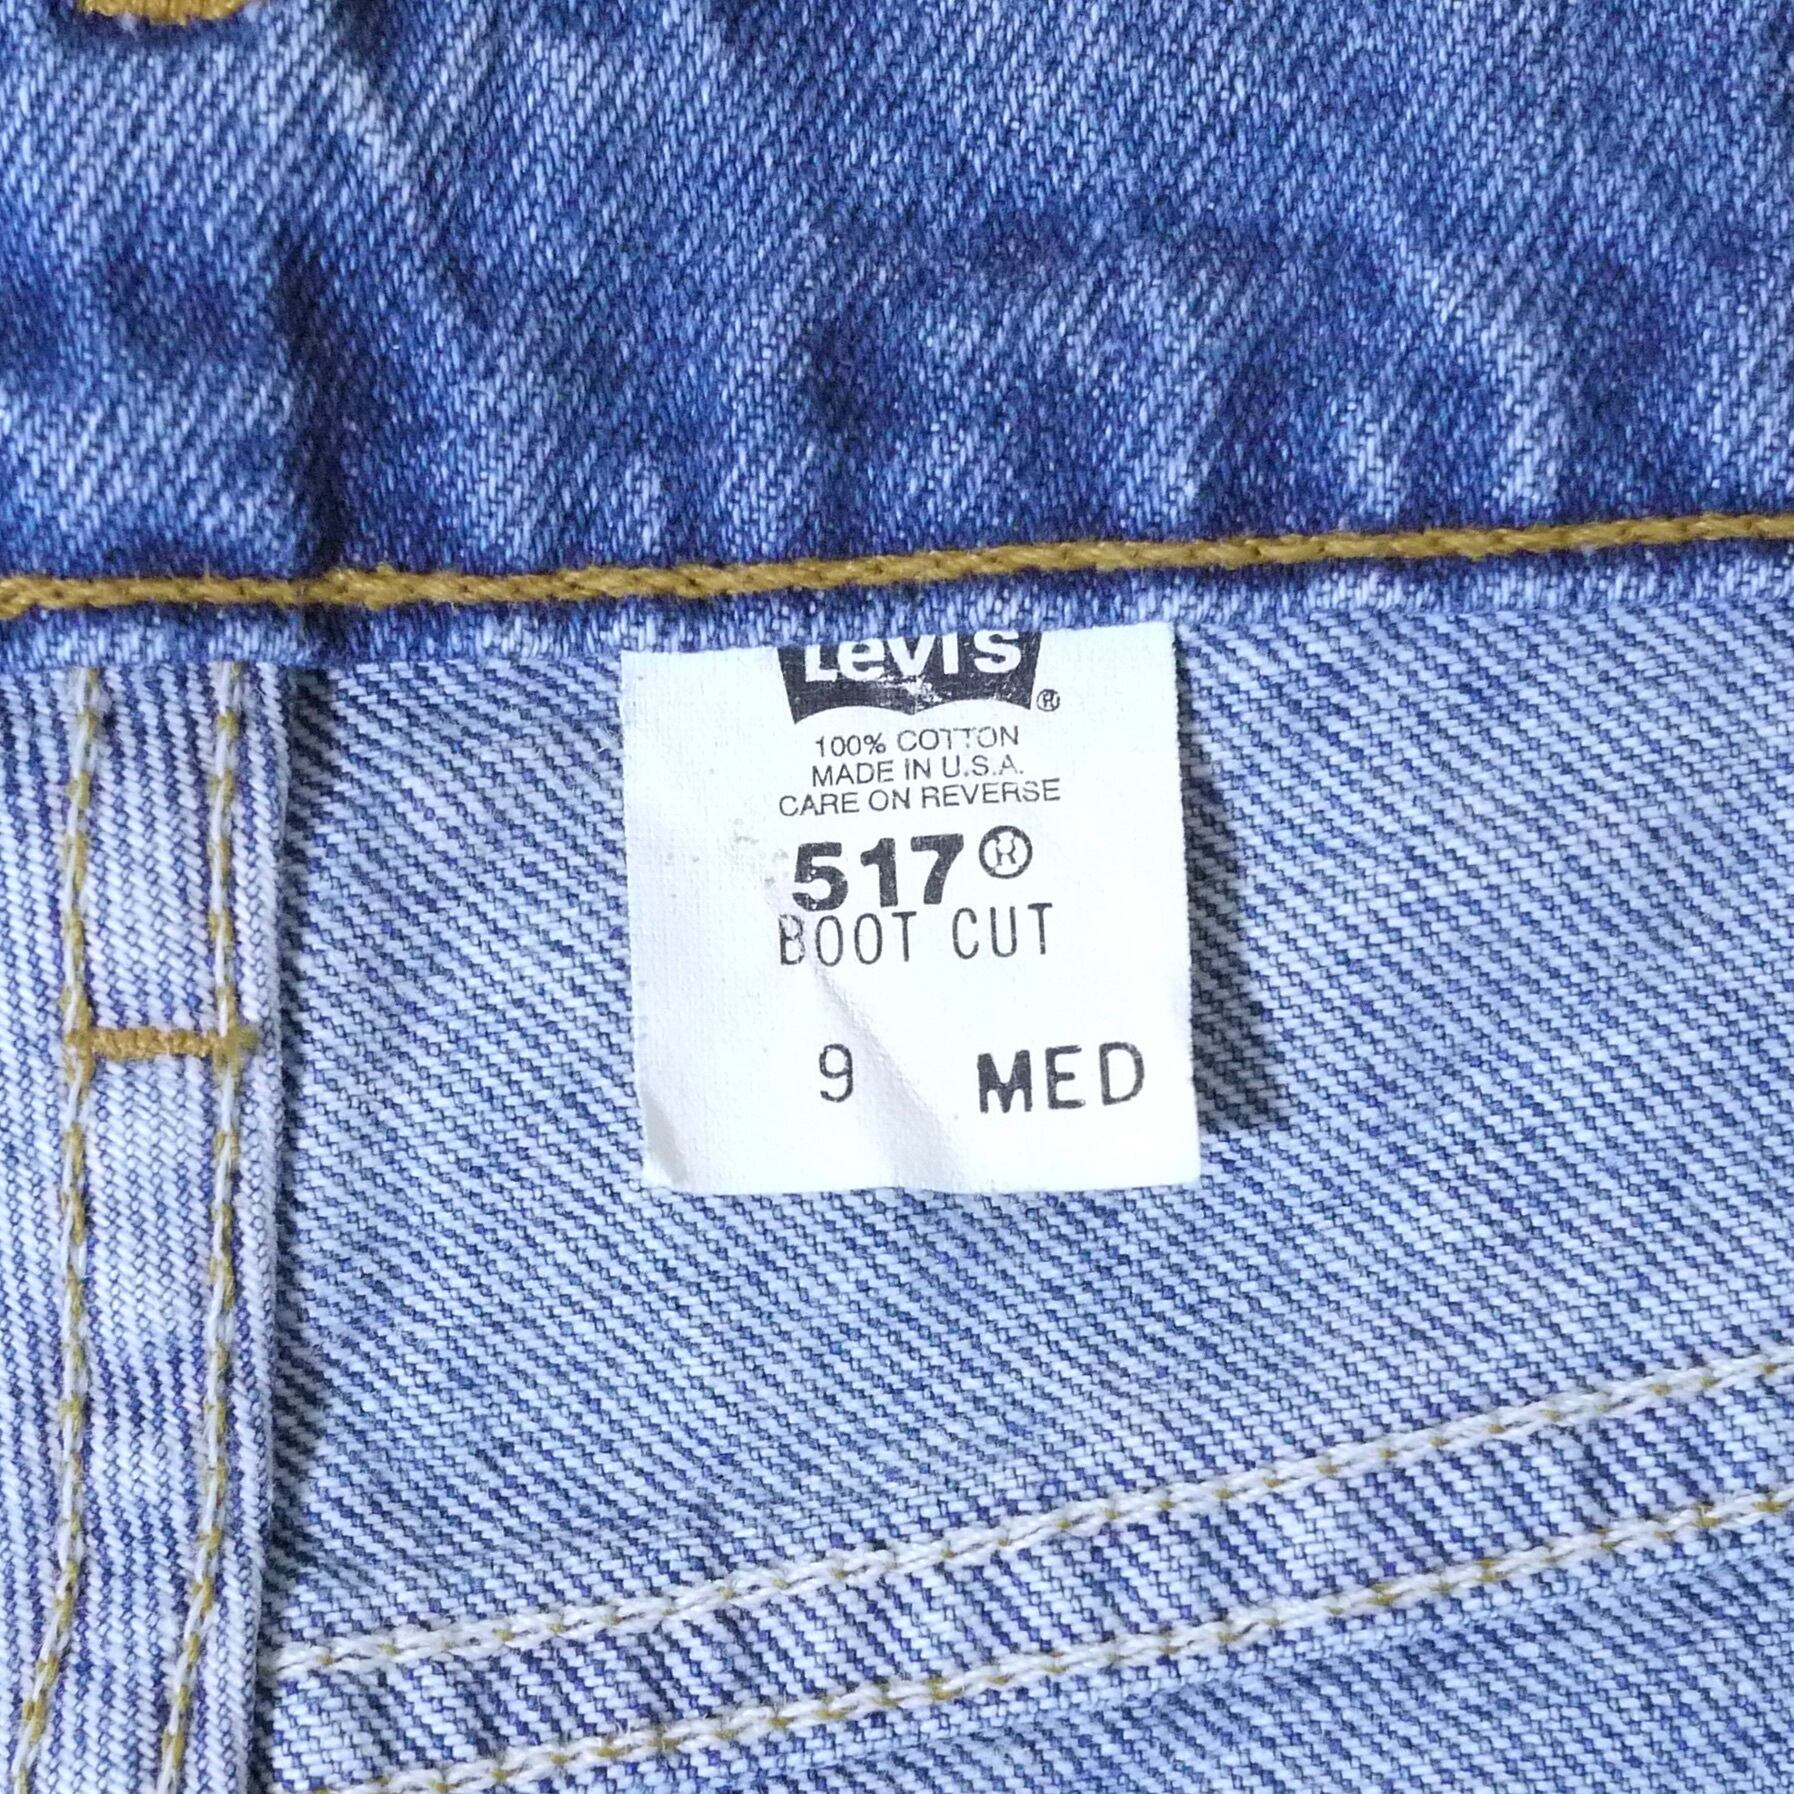 Levi's ®
100% COTTON
MADE IN U.S.A.
CARE ON REVERSE
517®
BOOT CUT
9 MED